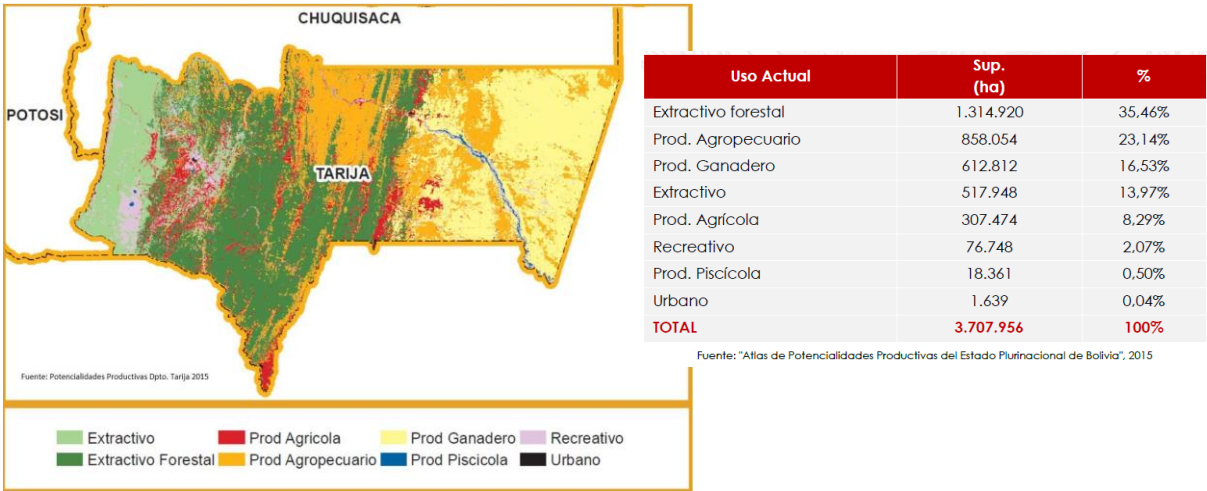 CHUQUISACA
POTOSI
TARIJA
Fuente: Potencialidades Productivas Dpto. Tarija 2015
Extractivo
Prod Agricola
Prod Ganadero
Recreativo
Extractivo Forestal
Prod Agropecuario
Prod Piscicola
Urbano
Uso Actual Sup. (ha) %
Extractivo forestal 1.314.920 35,46%
Prod. Agropecuario 858.054 23,14%
Prod. Ganadero 612.812 16,53%
Extractivo 517.948 13,97%
Prod. Agrícola 307.474 8,29%
Recreativo 76.748 2,07%
Prod. Piscícola 18.361 0,50%
Urbano 1.639 0,04%
TOTAL 3.707.956 100%
Fuente: "Atlas de Potencialidades Productivas del Estado Plurinacional de Bolivia", 2015